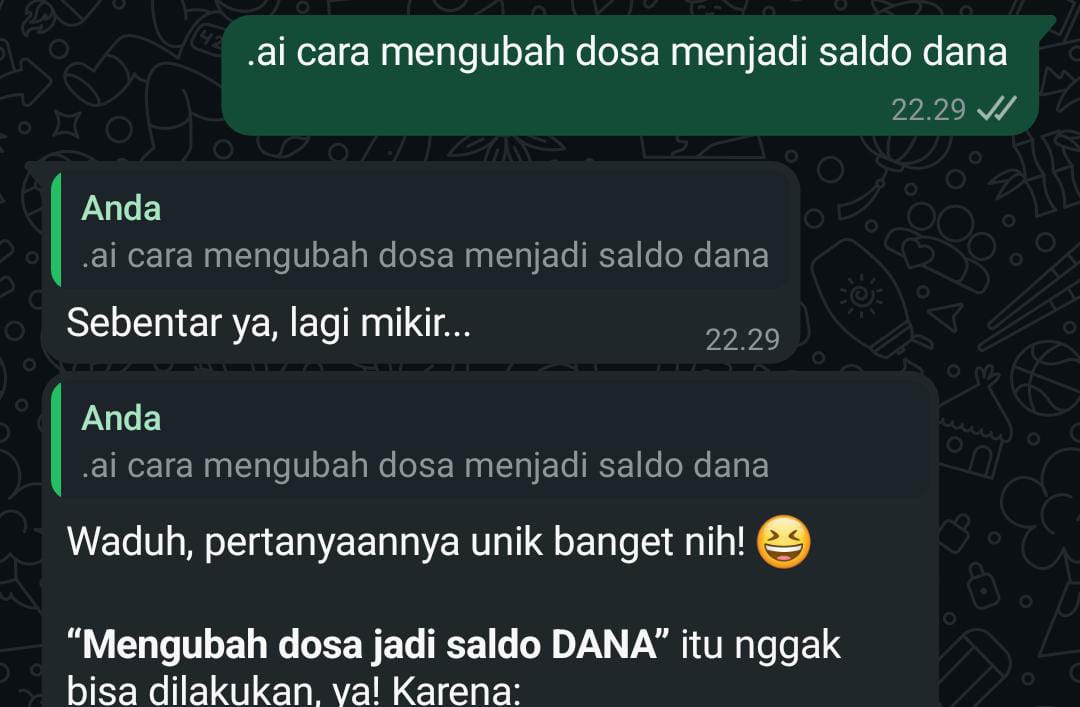 .ai cara mengubah dosa menjadi saldo dana
22.29
Anda
.ai cara mengubah dosa menjadi saldo dana
Sebentar ya, lagi mikir...
22.29
Anda
.ai cara mengubah dosa menjadi saldo dana
Waduh, pertanyaannya unik banget nih! 😆
“Mengubah dosa jadi saldo DANA” itu nggak
bisa dilakukan, ya! Karena: